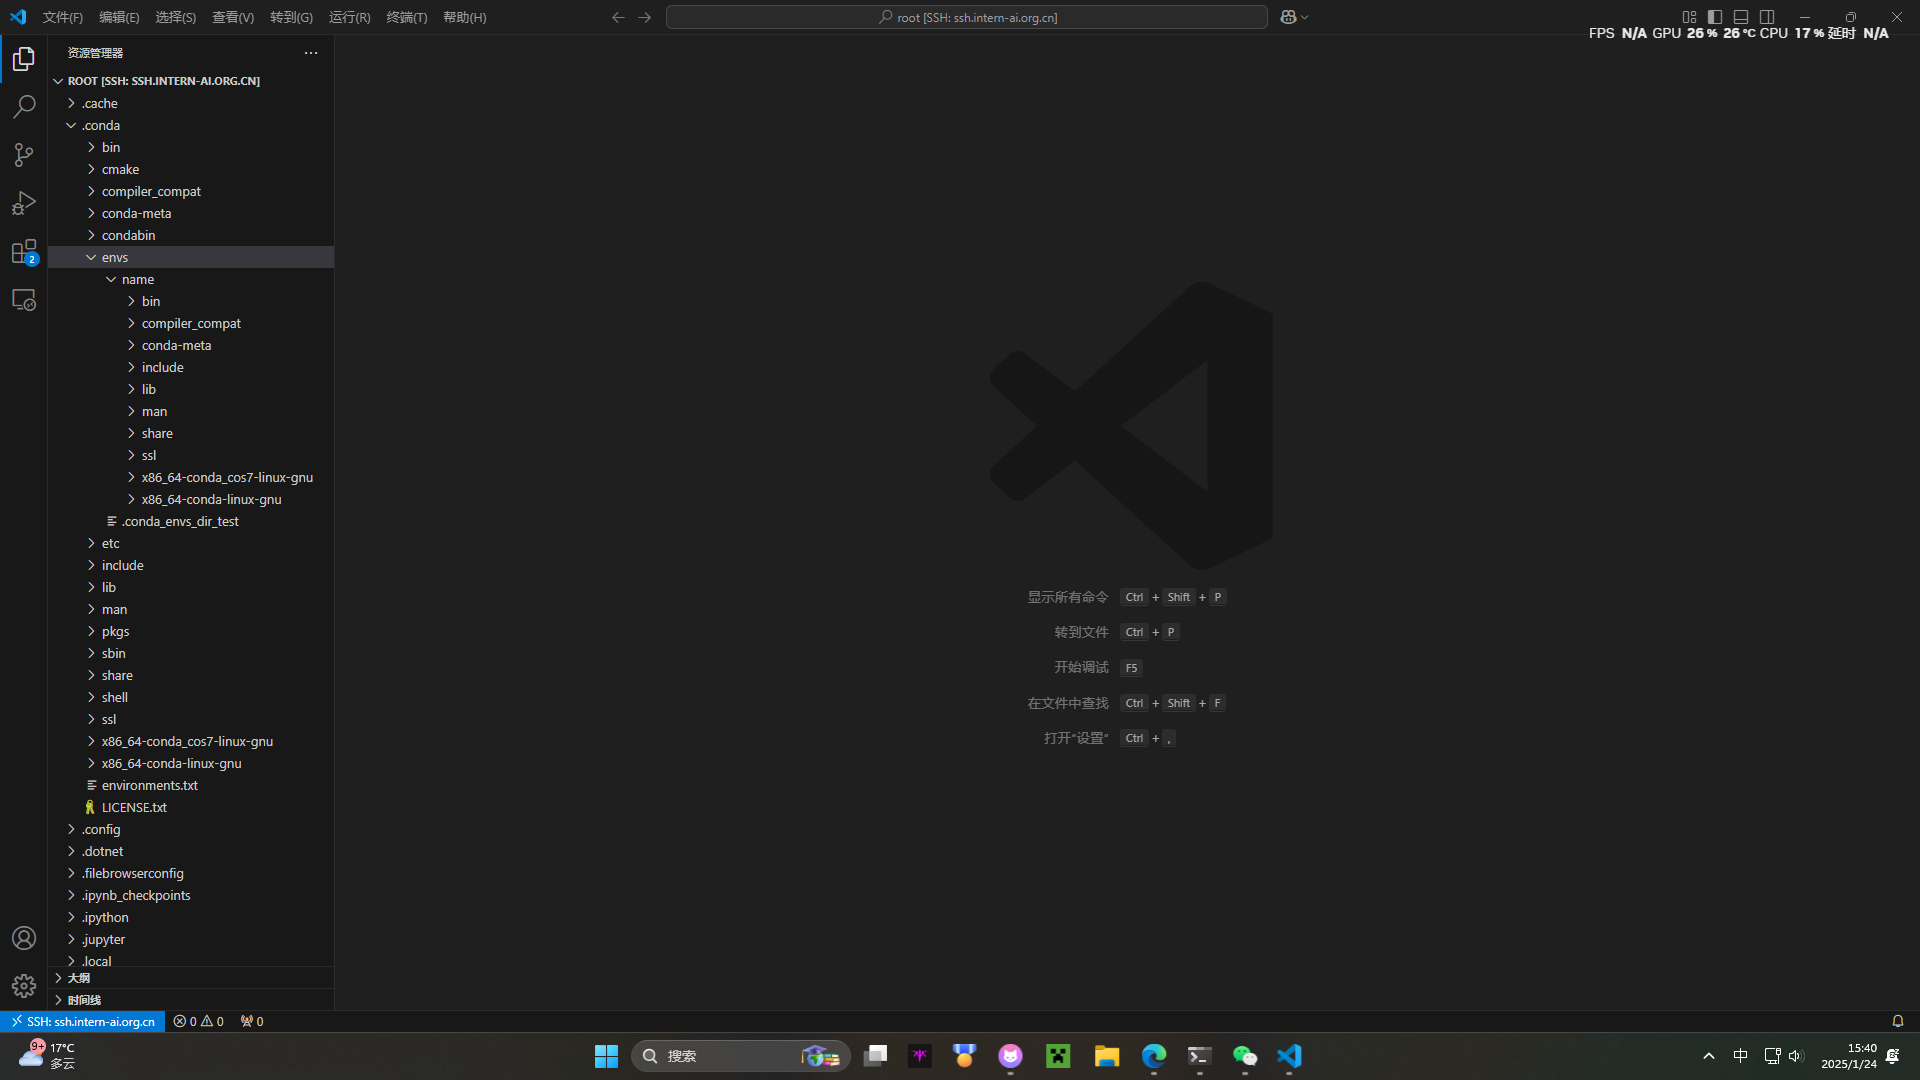 文件(F) 编辑(E) 选择(S) 查看(V) 转到(G) 运行(R) 终端(T) 帮助(H)
root [SSH: ssh.intern-ai.org.cn]
FPS N/A GPU 26 % 26 °C CPU 17 % 延时 N/A
资源管理器
ROOT [SSH: SSH.INTERN-AI.ORG.CN]
.cache
.conda
bin
cmake
compiler_compat
conda-meta
condabin
envs
name
bin
compiler_compat
conda-meta
include
lib
man
share
ssl
x86_64-conda_cos7-linux-gnu
x86_64-conda-linux-gnu
.conda_envs_dir_test
etc
include
lib
man
pkgs
sbin
share
shell
ssl
x86_64-conda_cos7-linux-gnu
x86_64-conda-linux-gnu
environments.txt
LICENSE.txt
.config
.dotnet
.filebrowserconfig
.ipynb_checkpoints
.ipython
.jupyter
.local
大纲
时间线
2
显示所有命令 Ctrl + Shift + P
转到文件 Ctrl + P
开始调试 F5
在文件中查找 Ctrl + Shift + F
打开“设置” Ctrl + ,
SSH: ssh.intern-ai.org.cn 0 0 0
9+
17°C
多云
搜索
中
15:40
2025/1/24